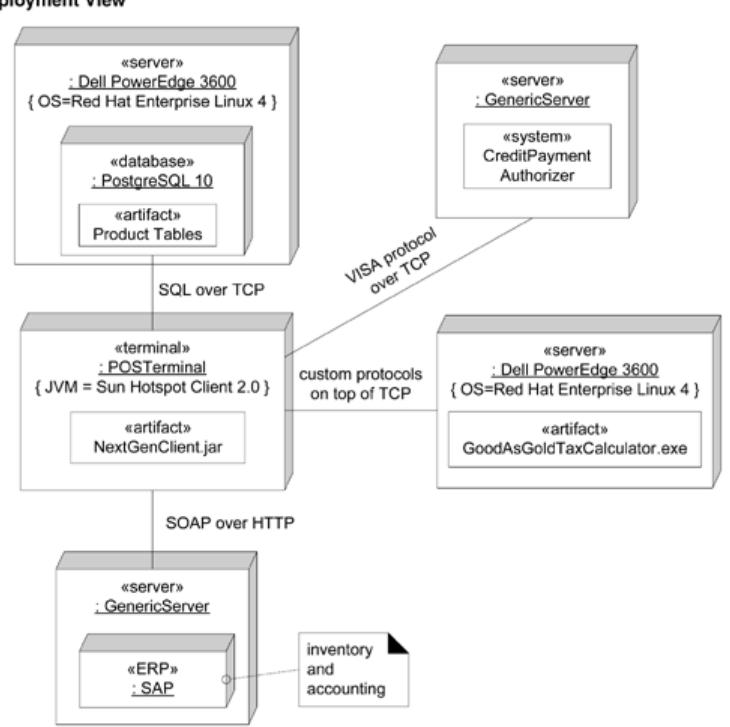 «server»
: Dell PowerEdge 3600
{ OS=Red Hat Enterprise Linux 4 }
«database»
: PostgreSQL 10
«artifact»
Product Tables
«server»
: GenericServer
«system»
CreditPayment
Authorizer
SQL over TCP
VISA protocol
over TCP
«terminal»
: POSTerminal
{ JVM = Sun Hotspot Client 2.0 }
«artifact»
NextGenClient.jar
custom protocols
on top of TCP
«server»
: Dell PowerEdge 3600
{ OS=Red Hat Enterprise Linux 4 }
«artifact»
GoodAsGoldTaxCalculator.exe
SOAP over HTTP
«server»
: GenericServer
«ERP»
: SAP
inventory
and
accounting